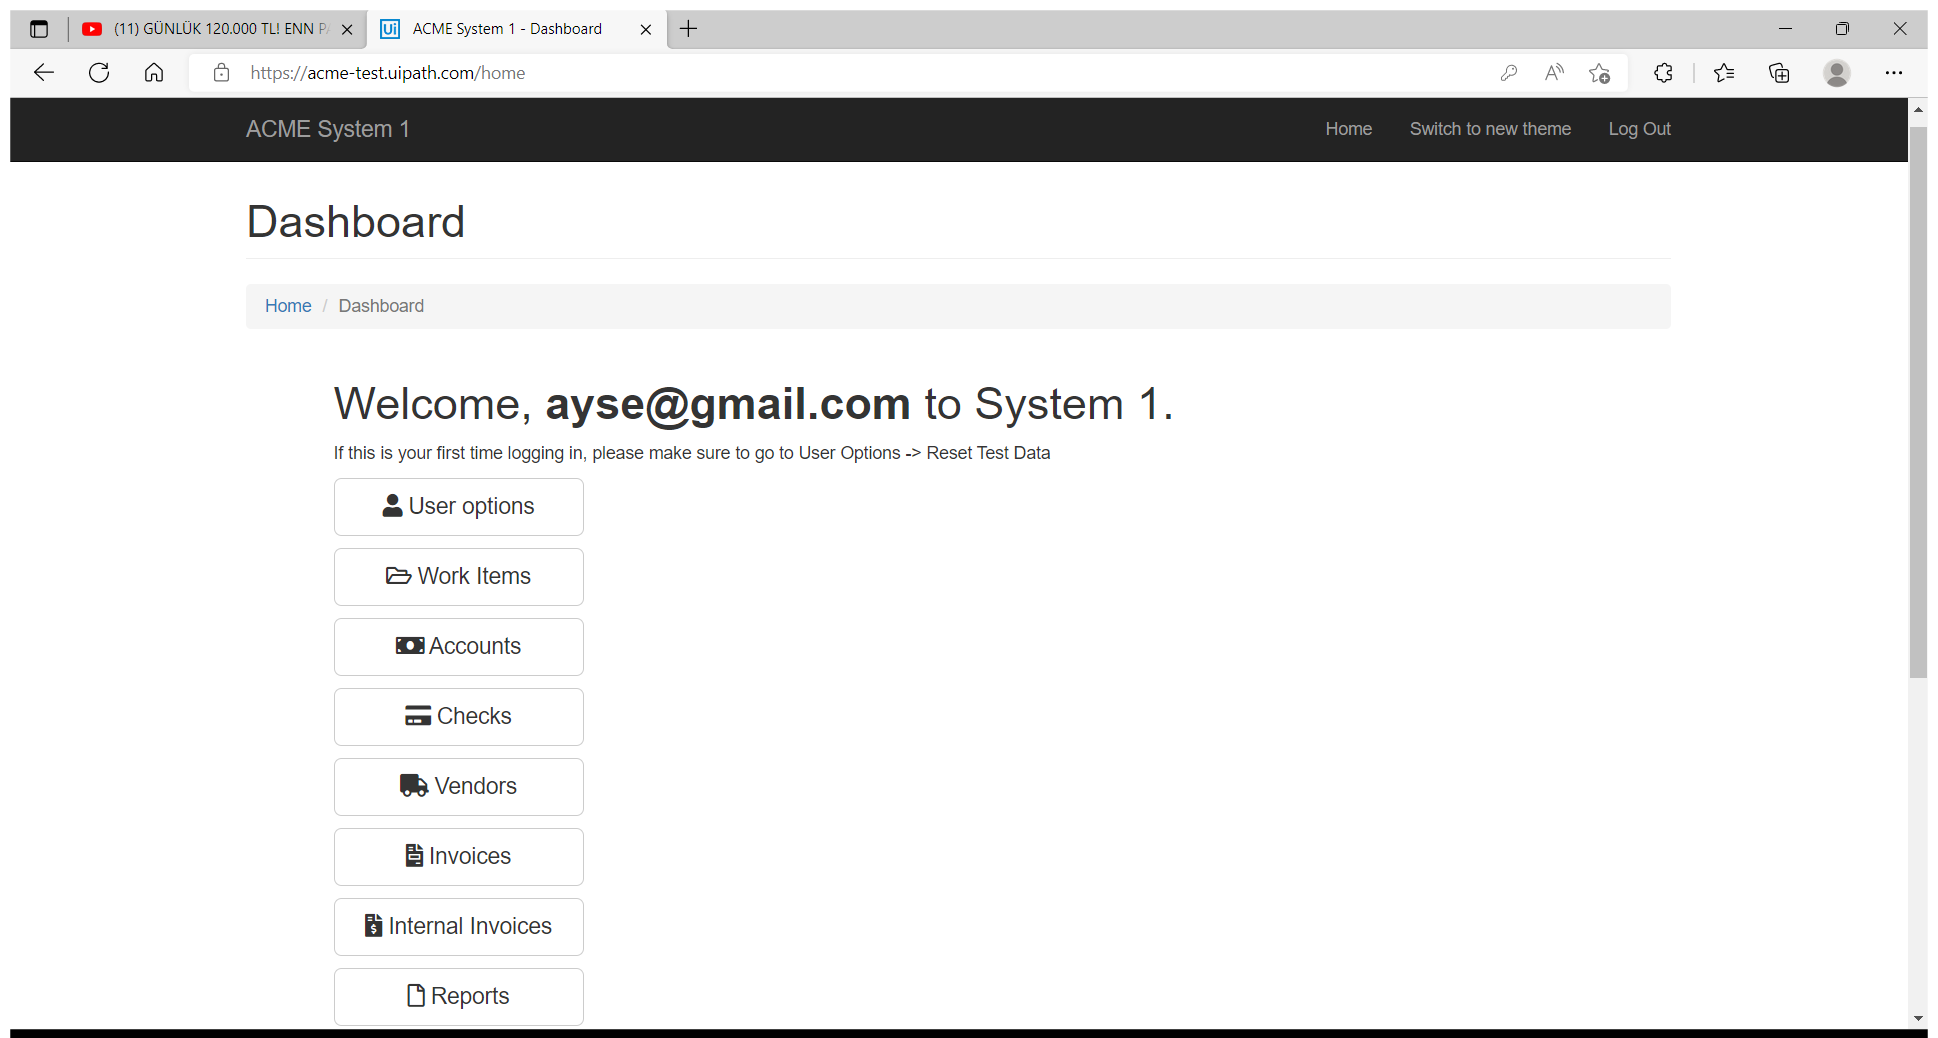 (11) GÜNLÜK 120.000 TL! ENN
Ui ACME System 1 - Dashboard
https://acme-test.uipath.com/home
ACME System 1 Home Switch to new theme Log Out
Dashboard
Home / Dashboard
Welcome, ayse@gmail.com to System 1.
If this is your first time logging in, please make sure to go to User Options -> Reset Test Data
User options
Work Items
Accounts
Checks
Vendors
Invoices
Internal Invoices
Reports